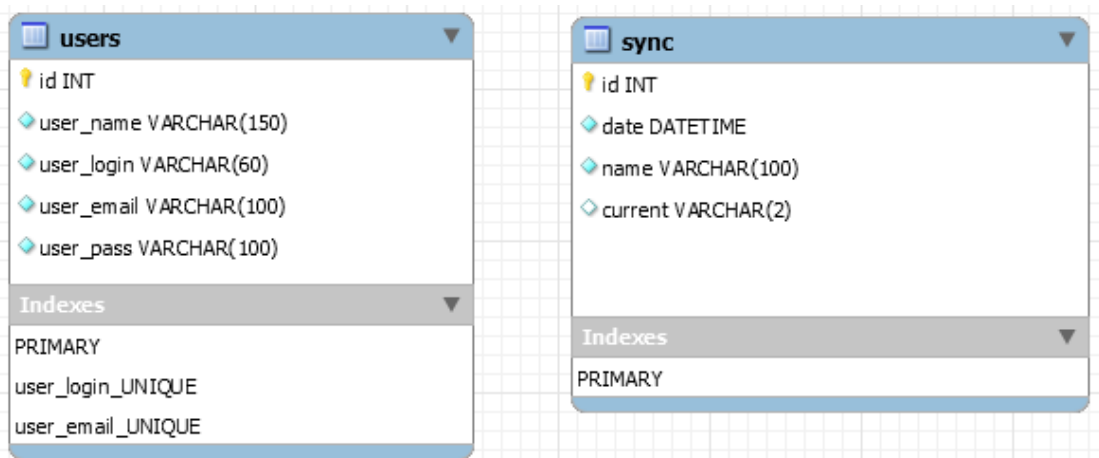 users
id INT
user_name VARCHAR(150)
user_login VARCHAR(60)
user_email VARCHAR(100)
user_pass VARCHAR(100)
Indexes
PRIMARY
user_login_UNIQUE
user_email_UNIQUE
sync
id INT
date DATETIME
name VARCHAR(100)
current VARCHAR(2)
Indexes
PRIMARY